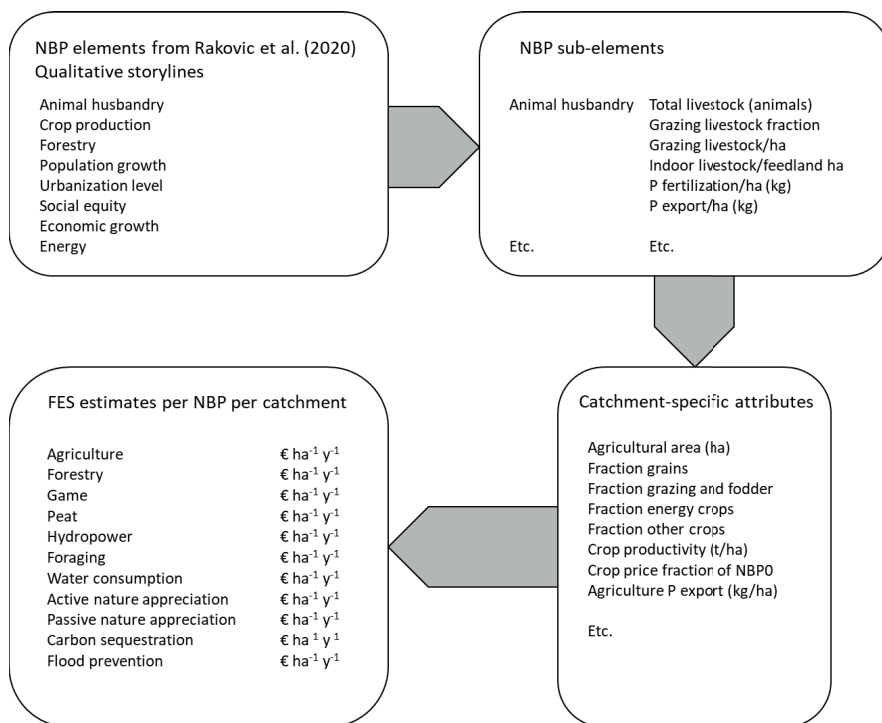 NBP elements from Rakovic et al. (2020)
Qualitative storylines
Animal husbandry
Crop production
Forestry
Population growth
Urbanization level
Social equity
Economic growth
Energy
NBP sub-elements
Animal husbandry Total livestock (animals)
Grazing livestock fraction
Grazing livestock/ha
Indoor livestock/feedland ha
P fertilization/ha (kg)
P export/ha (kg)
Etc. Etc.
Catchment-specific attributes
Agricultural area (ha)
Fraction grains
Fraction grazing and fodder
Fraction energy crops
Fraction other crops
Crop productivity (t/ha)
Crop price fraction of NBP0
Agriculture P export (kg/ha)
Etc.
FES estimates per NBP per catchment
Agriculture € ha⁻¹ y⁻¹
Forestry € ha⁻¹ y⁻¹
Game € ha⁻¹ y⁻¹
Peat € ha⁻¹ y⁻¹
Hydropower € ha⁻¹ y⁻¹
Foraging € ha⁻¹ y⁻¹
Water consumption € ha⁻¹ y⁻¹
Active nature appreciation € ha⁻¹ y⁻¹
Passive nature appreciation € ha⁻¹ y⁻¹
Carbon sequestration € ha ¹ y ¹
Flood prevention € ha⁻¹ y⁻¹